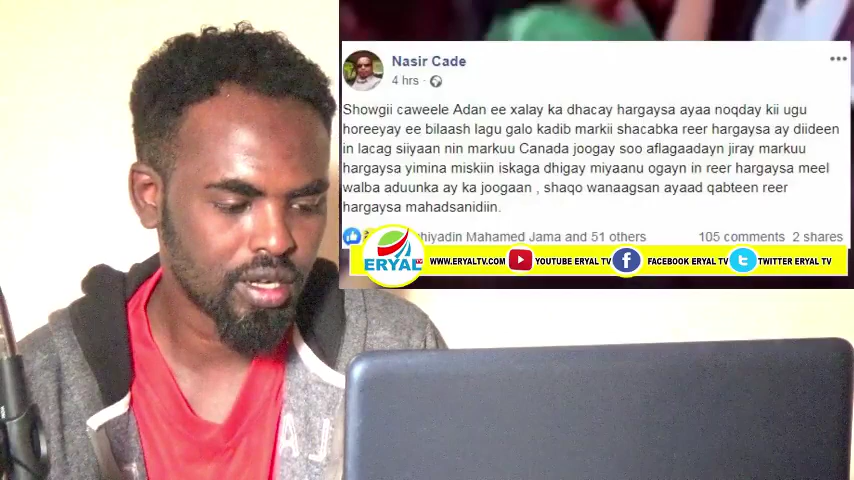 Nasir Cade
4 hrs
Showgii caweele Adan ee xalay ka dhacay hargaysa ayaa noqday kii ugu
horeeyay ee bilaash lagu galo kadib markii shacabka reer hargaysa ay diideen
in lacag siiyaan nin markuu Canada joogay soo aflagaadayn jiray markuu
hargaysa yimina miskiin iskaga dhigay miyaanu ogayn in reer hargaysa meel
walba aduunka ay ka joogaan , shaqo wanaagsan ayaad qabteen reer
hargaysa mahadsanidiin.
Mahamed Jama and 51 others 105 comments 2 shares
ERYAL WWW.ERYALTV.COM YOUTUBE ERYAL TV FACEBOOK ERYAL TV TWITTER ERYAL TV